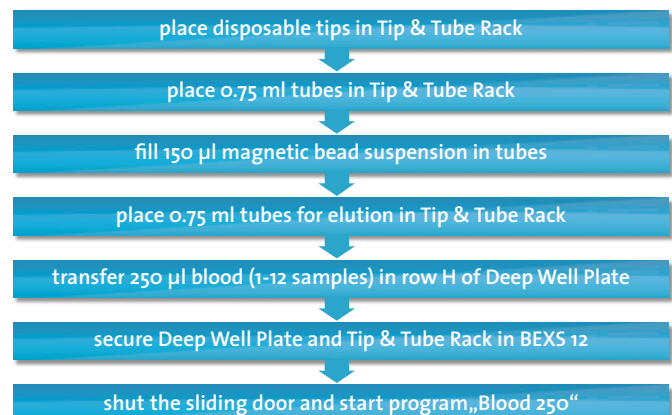 place disposable tips in Tip & Tube Rack
place 0.75 ml tubes in Tip & Tube Rack
fill 150 µl magnetic bead suspension in tubes
place 0.75 ml tubes for elution in Tip & Tube Rack
transfer 250 µl blood (1-12 samples) in row H of Deep Well Plate
secure Deep Well Plate and Tip & Tube Rack in BEXS 12
shut the sliding door and start program„Blood 250“